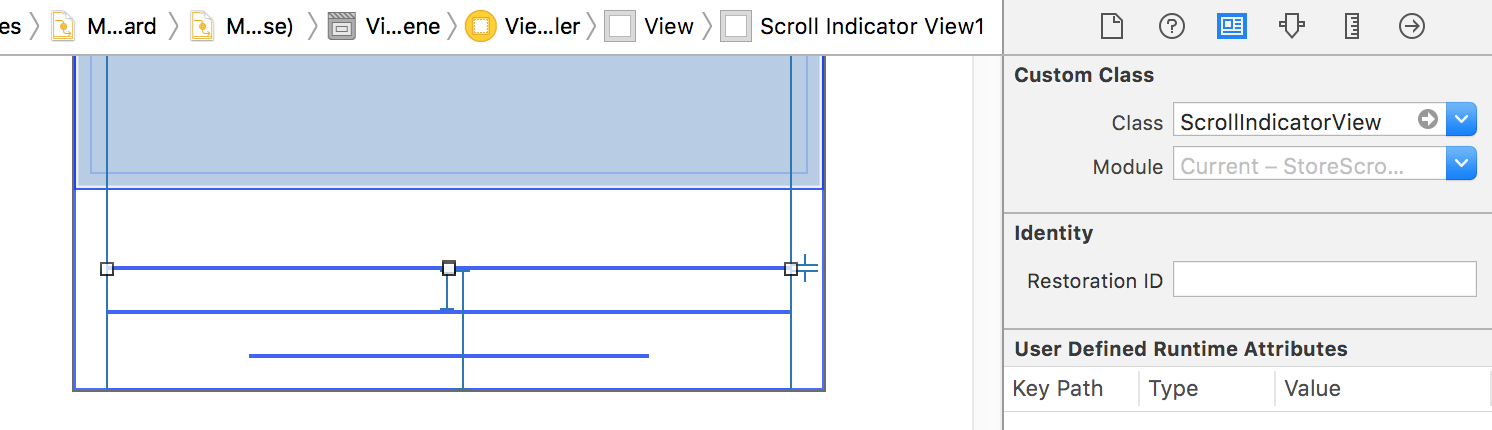 es M...ard M...se) Vi...ene Vie...ler View Scroll Indicator View1
Custom Class
Class ScrollIndicatorView
Module Current – StoreScro...
Identity
Restoration ID
User Defined Runtime Attributes
Key Path Type Value